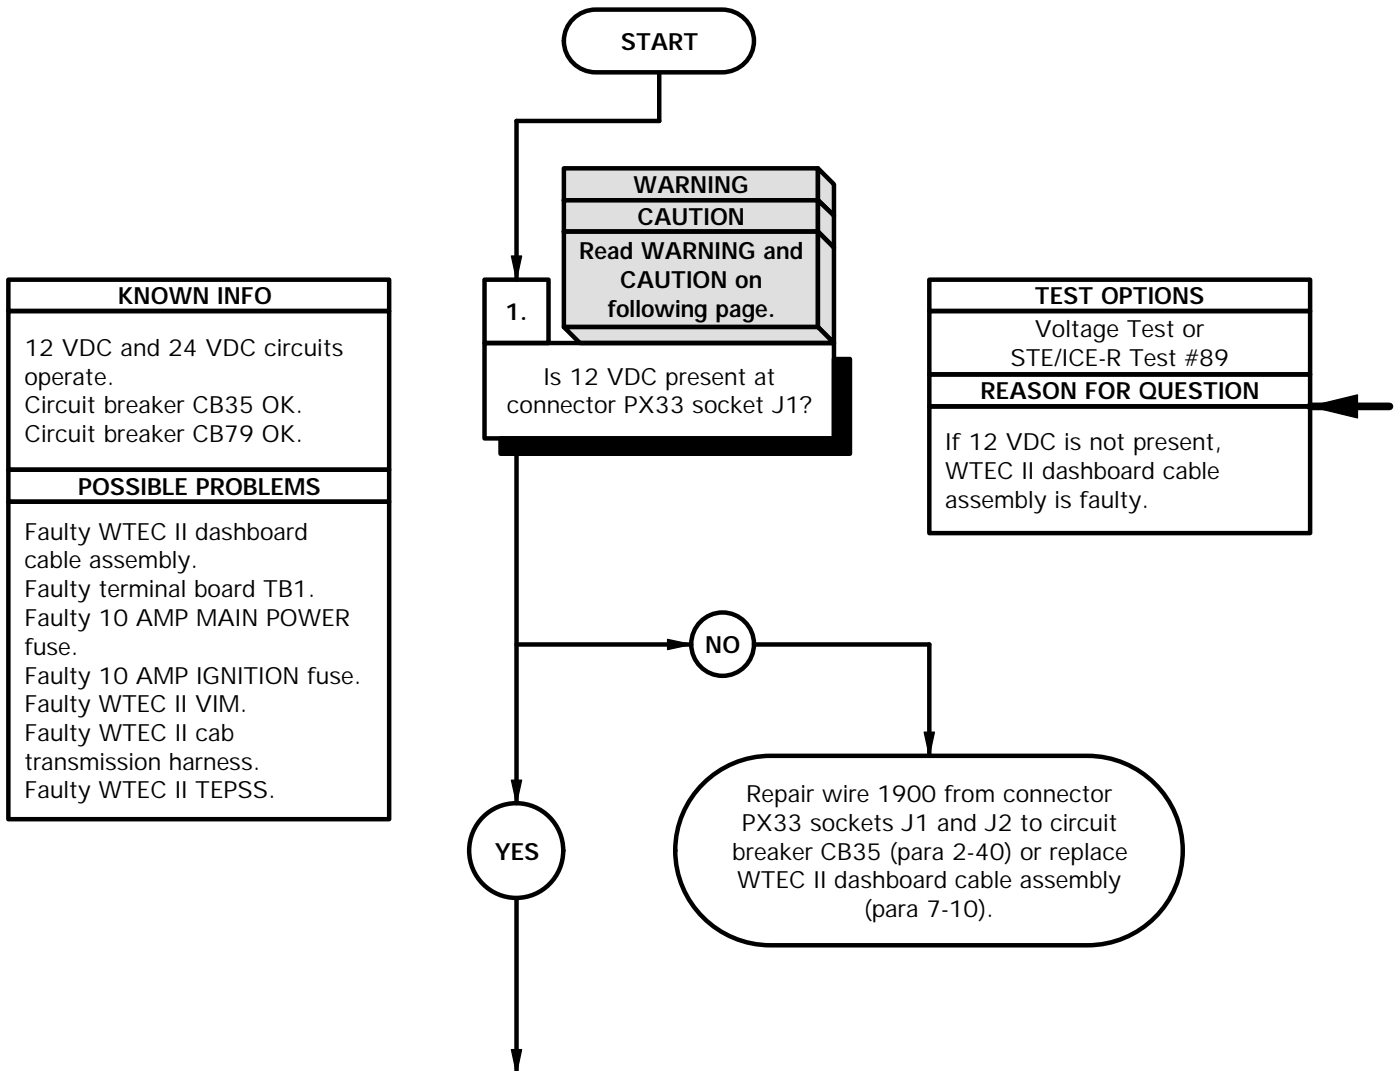 START
WARNING
CAUTION
Read WARNING and
CAUTION on
following page.
1.
Is 12 VDC present at
connector PX33 socket J1?
KNOWN INFO
12 VDC and 24 VDC circuits
operate.
Circuit breaker CB35 OK.
Circuit breaker CB79 OK.
POSSIBLE PROBLEMS
Faulty WTEC II dashboard
cable assembly.
Faulty terminal board TB1.
Faulty 10 AMP MAIN POWER
fuse.
Faulty 10 AMP IGNITION fuse.
Faulty WTEC II VIM.
Faulty WTEC II cab
transmission harness.
Faulty WTEC II TEPSS.
TEST OPTIONS
Voltage Test or
STE/ICE-R Test #89
REASON FOR QUESTION
If 12 VDC is not present,
WTEC II dashboard cable
assembly is faulty.
NO
YES
Repair wire 1900 from connector
PX33 sockets J1 and J2 to circuit
breaker CB35 (para 2-40) or replace
WTEC II dashboard cable assembly
(para 7-10).